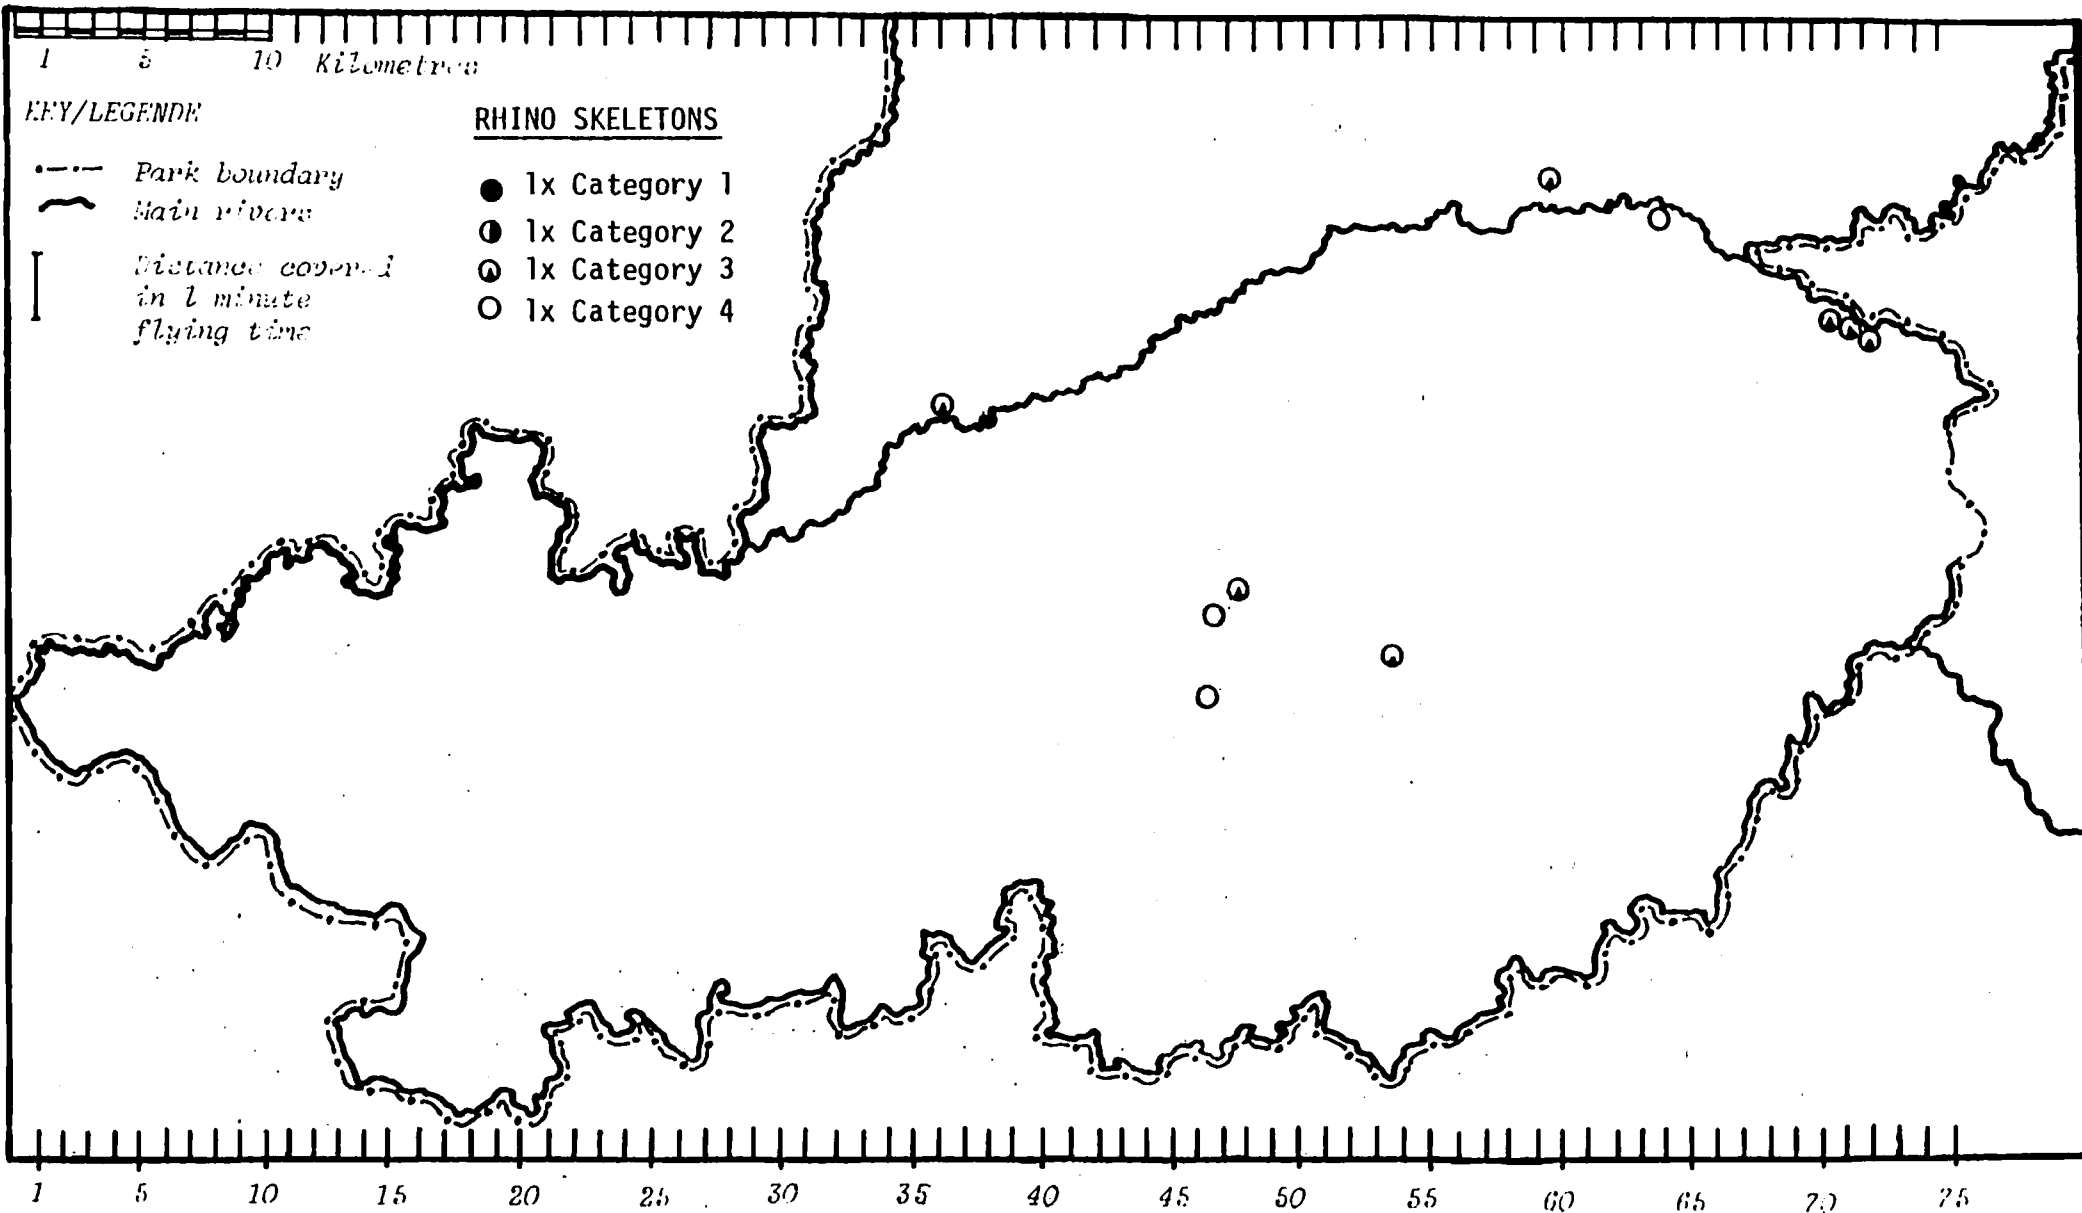 1 5 10 Kilometres
KEY/LEGENDE
Park boundary
Main rivers
Distance covered
in 1 minute
flying time
RHINO SKELETONS
1x Category 1
1x Category 2
1x Category 3
1x Category 4
1 5 10 15 20 25 30 35 40 45 50 55 60 65 70 75